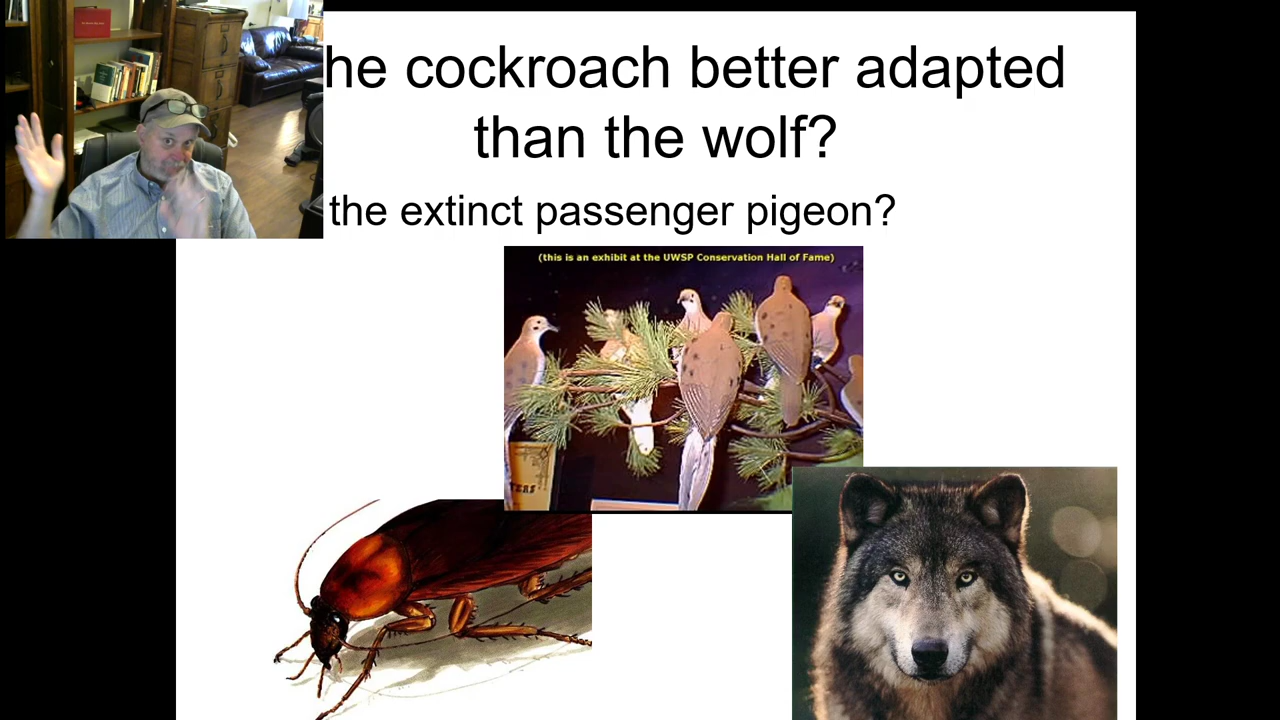 he cockroach better adapted
than the wolf?
the extinct passenger pigeon?
(this is an exhibit at the UWSP Conservation Hall of Fame)